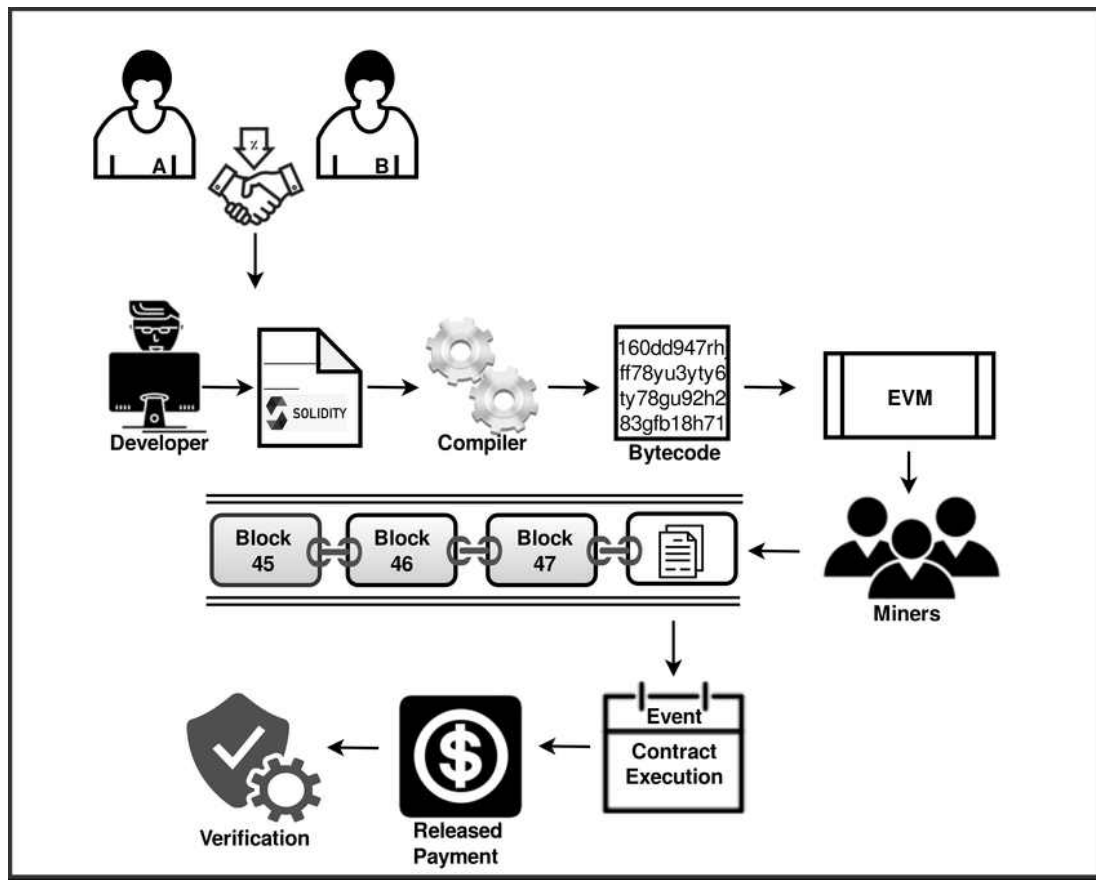 A
B
%
SOLIDITY
160dd947rh
ff78yu3yty6
ty78gu92h2
83gfb18h71
EVM
Developer
Compiler
Bytecode
Block
45
Block
46
Block
47
Miners
Event
Contract
Execution
Verification
Released
Payment